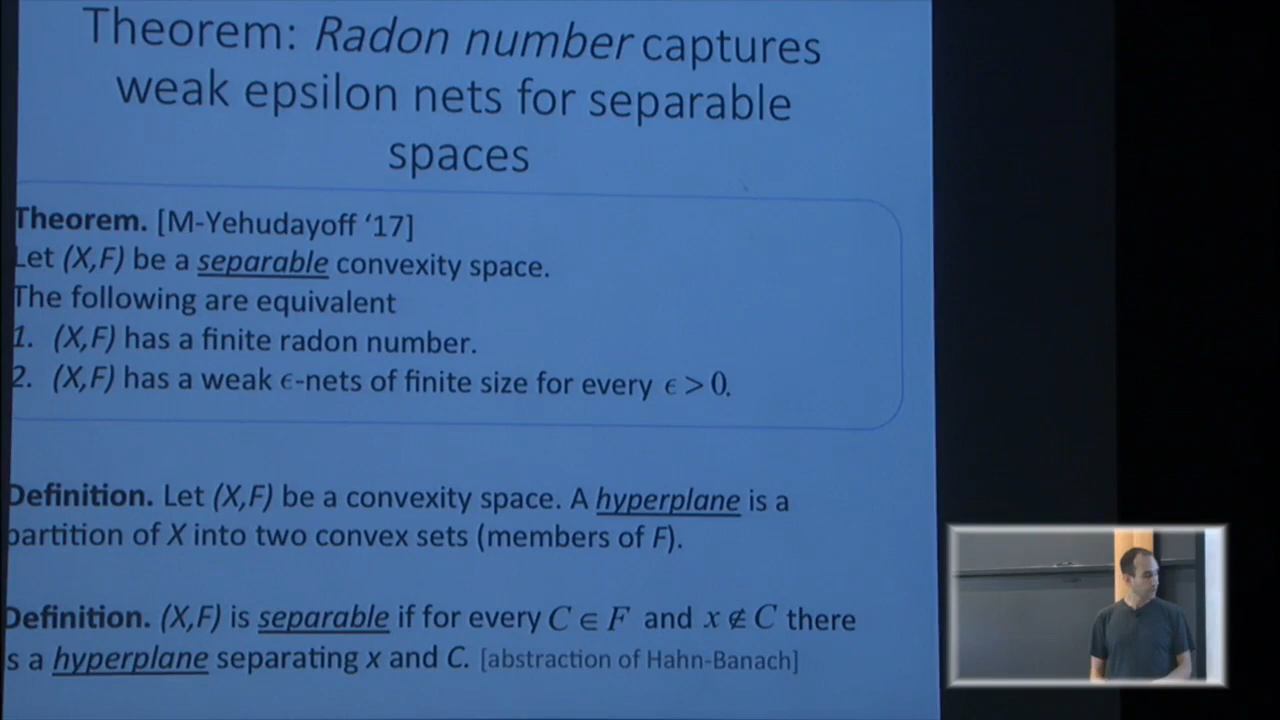 Theorem: Radon number captures
weak epsilon nets for separable
spaces
Theorem. [M-Yehudayoff ‘17]
Let (X,F) be a separable convexity space.
The following are equivalent
1. (X,F) has a finite radon number.
2. (X,F) has a weak ϵ-nets of finite size for every ϵ > 0.
Definition. Let (X,F) be a convexity space. A hyperplane is a
partition of X into two convex sets (members of F).
Definition. (X,F) is separable if for every C ∈ F and x ∉ C there
is a hyperplane separating x and C. [abstraction of Hahn-Banach]